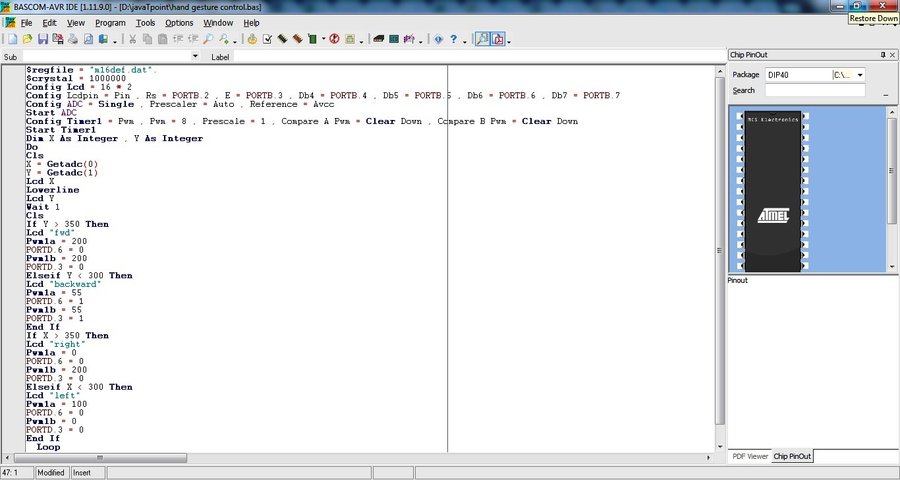 BASCOM-AVR IDE [1.11.9.0] - [D:\javaTpoint\hand gesture control.bas]
Restore Down
File Edit View Program Tools Options Window Help
Sub Label
$regfile = "m16def.dat".
$crystal = 1000000
Config Lcd = 16 * 2
Config Lcdpin = Pin , Rs = PORTB.2 , E = PORTB.3 , Db4 = PORTB.4 , Db5 = PORTB.5 , Db6 = PORTB.6 , Db7 = PORTB.7
Config ADC = Single , Prescaler = Auto , Reference = Avcc
Start ADC
Config Timer1 = Pwm , Pwm = 8 , Prescale = 1 , Compare A Pwm = Clear Down , Compare B Pwm = Clear Down
Start Timer1
Dim X As Integer , Y As Integer
Do
Cls
X = Getadc(0)
Y = Getadc(1)
Lcd X
Lowerline
Lcd Y
Wait 1
Cls
If Y > 350 Then
Lcd "fwd"
Pwm1a = 200
PORTD.6 = 0
Pwm1b = 200
PORTD.3 = 0
Elseif Y < 300 Then
Lcd "backward"
Pwm1a = 55
PORTD.6 = 1
Pwm1b = 55
PORTD.3 = 1
End If
If X > 350 Then
Lcd "right"
Pwm1a = 0
PORTD.6 = 0
Pwm1b = 200
PORTD.3 = 0
Elseif X < 300 Then
Lcd "left"
Pwm1a = 100
PORTD.6 = 0
Pwm1b = 0
PORTD.3 = 0
End If
Loop
Chip PinOut
Package DIP40 C:\...
Search
MCS Electronics
ATMEL
Pinout
PDF Viewer Chip PinOut
47: 1 Modified Insert